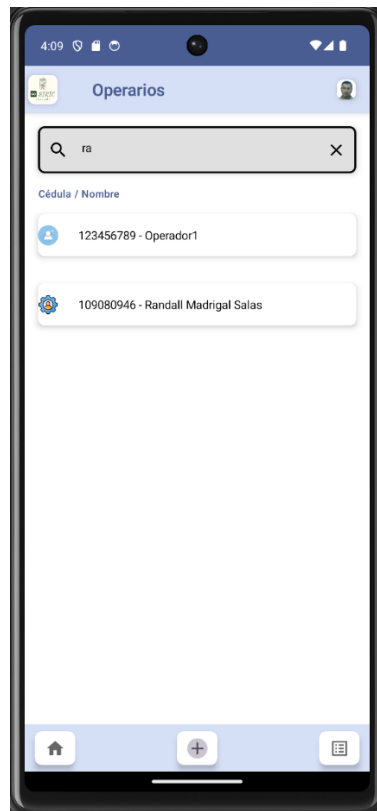 4:09
Operarios
ra
Cédula / Nombre
123456789 - Operador1
109080946 - Randall Madrigal Salas